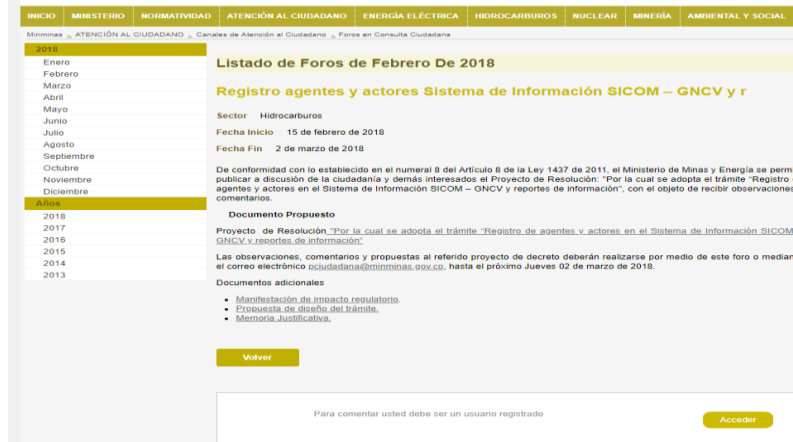 INICIO MINISTERIO NORMATIVIDAD ATENCIÓN AL CIUDADANO ENERGÍA ELÉCTRICA HIDROCARBUROS NUCLEAR MINERÍA AMBIENTAL Y SOCIAL
Minminas » ATENCIÓN AL CIUDADANO » Canales de Atención al Ciudadano » Foros en Consulta Ciudadana
2018
Enero
Febrero
Marzo
Abril
Mayo
Junio
Julio
Agosto
Septiembre
Octubre
Noviembre
Diciembre
Años
2018
2017
2016
2015
2014
2013
Listado de Foros de Febrero De 2018
Registro agentes y actores Sistema de Información SICOM – GNCV y r
Sector Hidrocarburos
Fecha Inicio 15 de febrero de 2018
Fecha Fin 2 de marzo de 2018
De conformidad con lo establecido en el numeral 8 del Artículo 8 de la Ley 1437 de 2011, el Ministerio de Minas y Energía se perm
publicar a discusión de la ciudadanía y demás interesados el Proyecto de Resolución: "Por la cual se adopta el trámite "Registro
agentes y actores en el Sistema de Información SICOM – GNCV y reportes de información", con el objeto de recibir observaciones
comentarios.
Documento Propuesto
Proyecto de Resolución "Por la cual se adopta el trámite "Registro de agentes y actores en el Sistema de Información SICOM
GNCV y reportes de información"
Las observaciones, comentarios y propuestas al referido proyecto de decreto deberán realizarse por medio de este foro o median
el correo electrónico pciudadana@minminas.gov.co, hasta el próximo Jueves 02 de marzo de 2018.
Documentos adicionales
• Manifestación de impacto regulatorio.
• Propuesta de diseño del trámite.
• Memoria Justificativa.
Volver
Para comentar usted debe ser un usuario registrado
Acceder